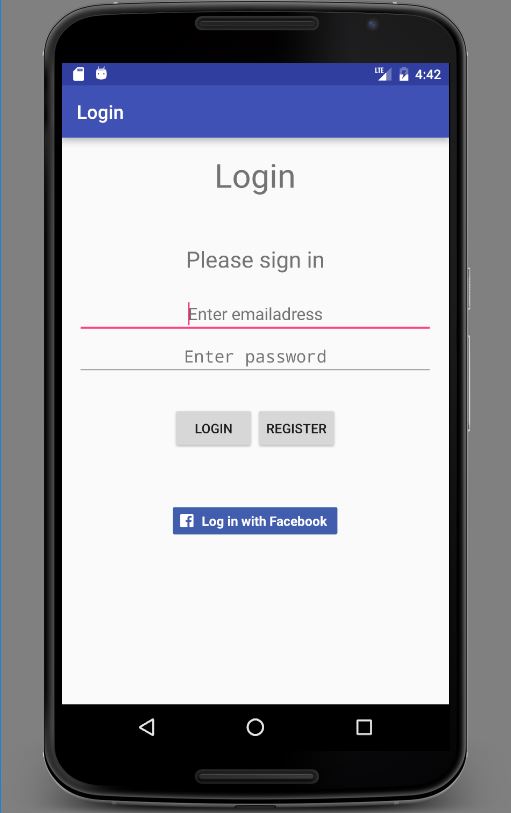 LTE 4:42
Login
Login
Please sign in
Enter emailadress
Enter password
LOGIN REGISTER
f Log in with Facebook